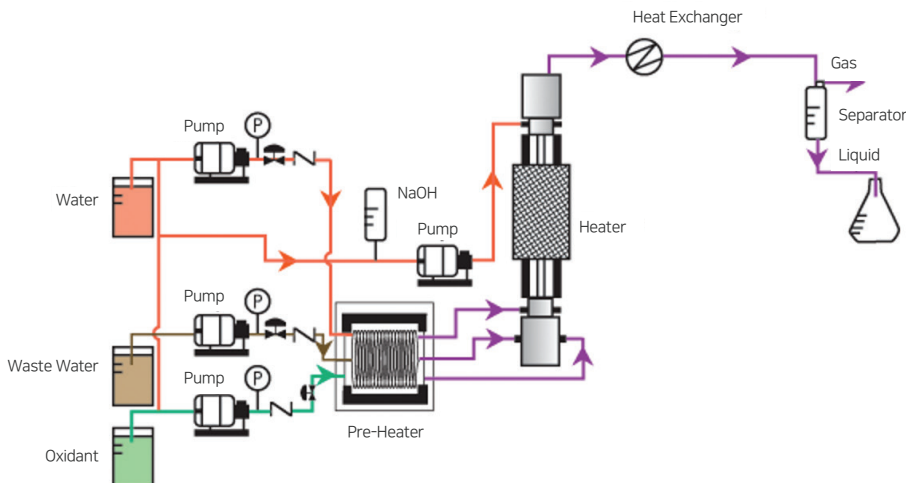 Heat Exchanger
Gas
Separator
Liquid
Pump
P
Water
NaOH
Pump
Heater
Pump
P
Waste Water
Pump
P
Pre-Heater
Oxidant